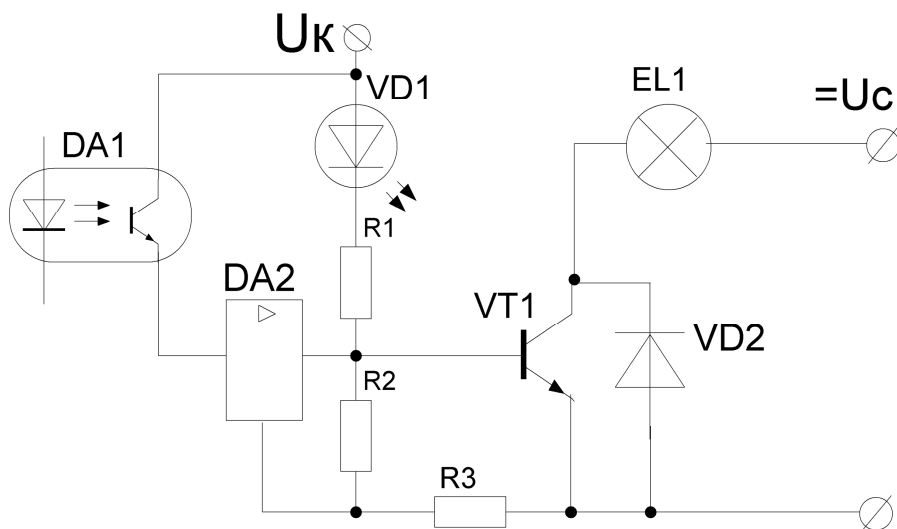 Uк
VD1
EL1
=Uc
DA1
R1
DA2
VT1
VD2
R2
R3